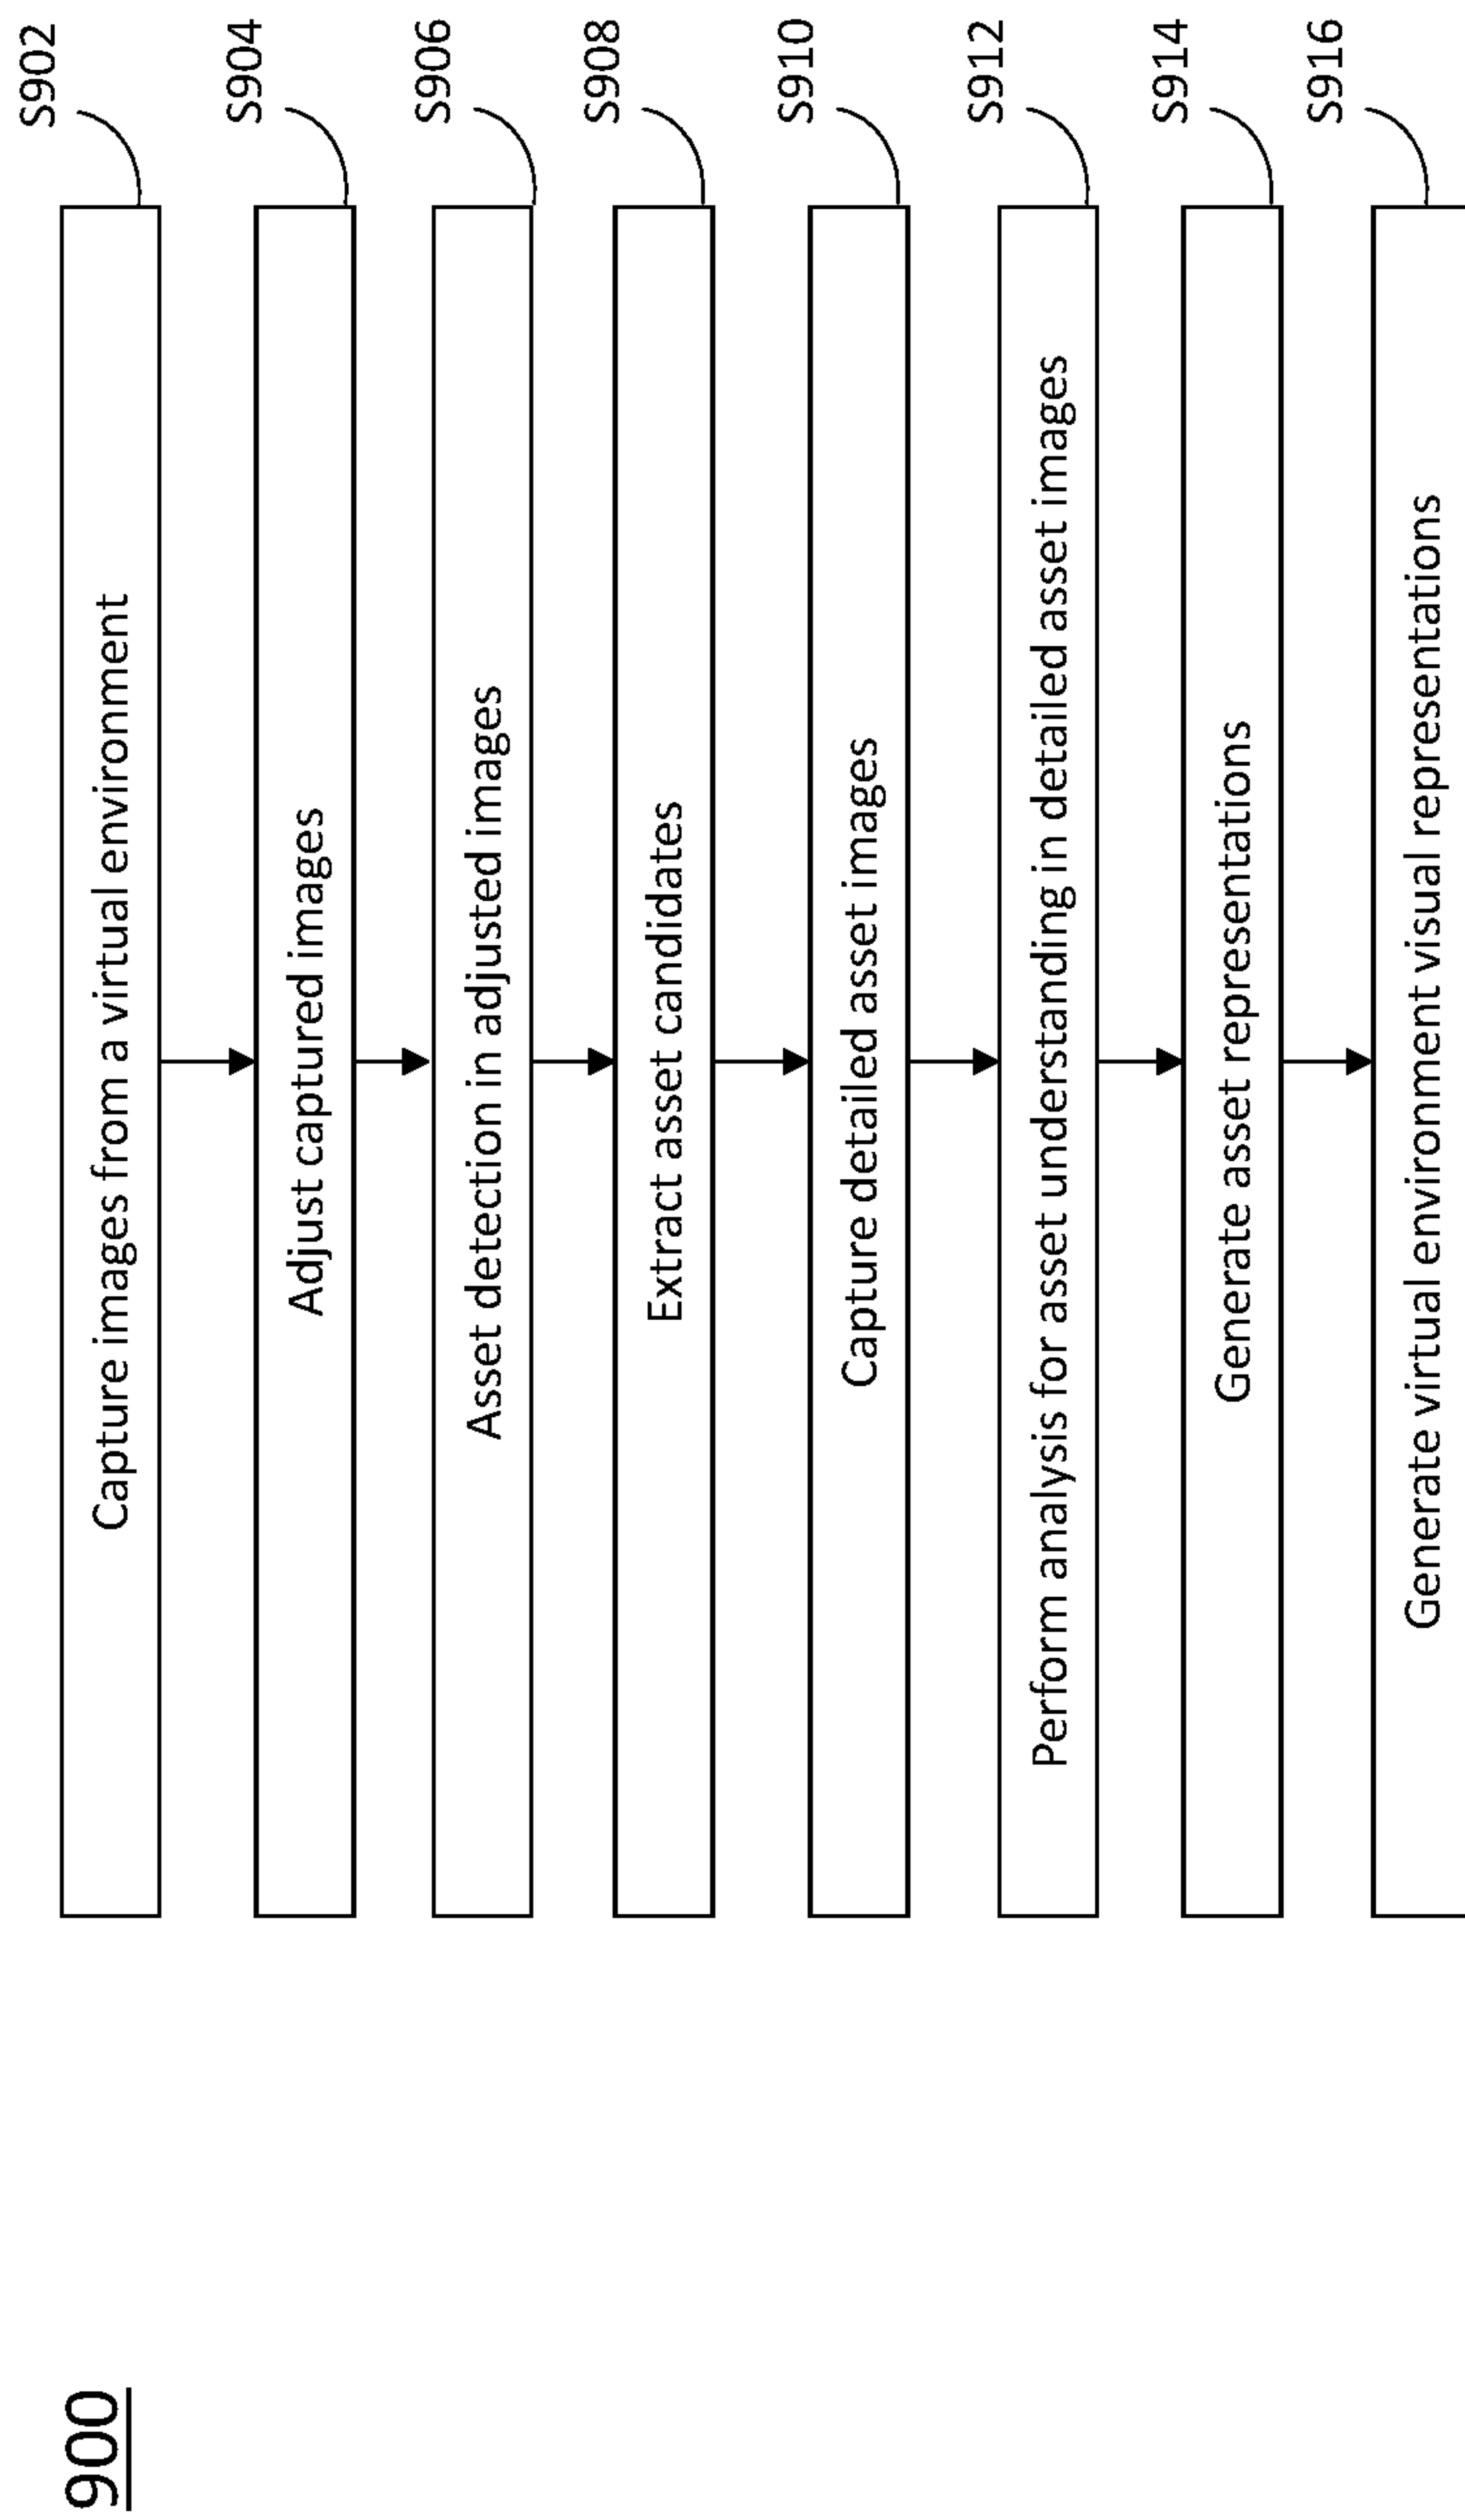 900
Capture images from a virtual environment
S902
Adjust captured images
S904
Asset detection in adjusted images
S906
Extract asset candidates
S908
Capture detailed asset images
S910
Perform analysis for asset understanding in detailed asset images
S912
Generate asset representations
S914
Generate virtual environment visual representations
S916